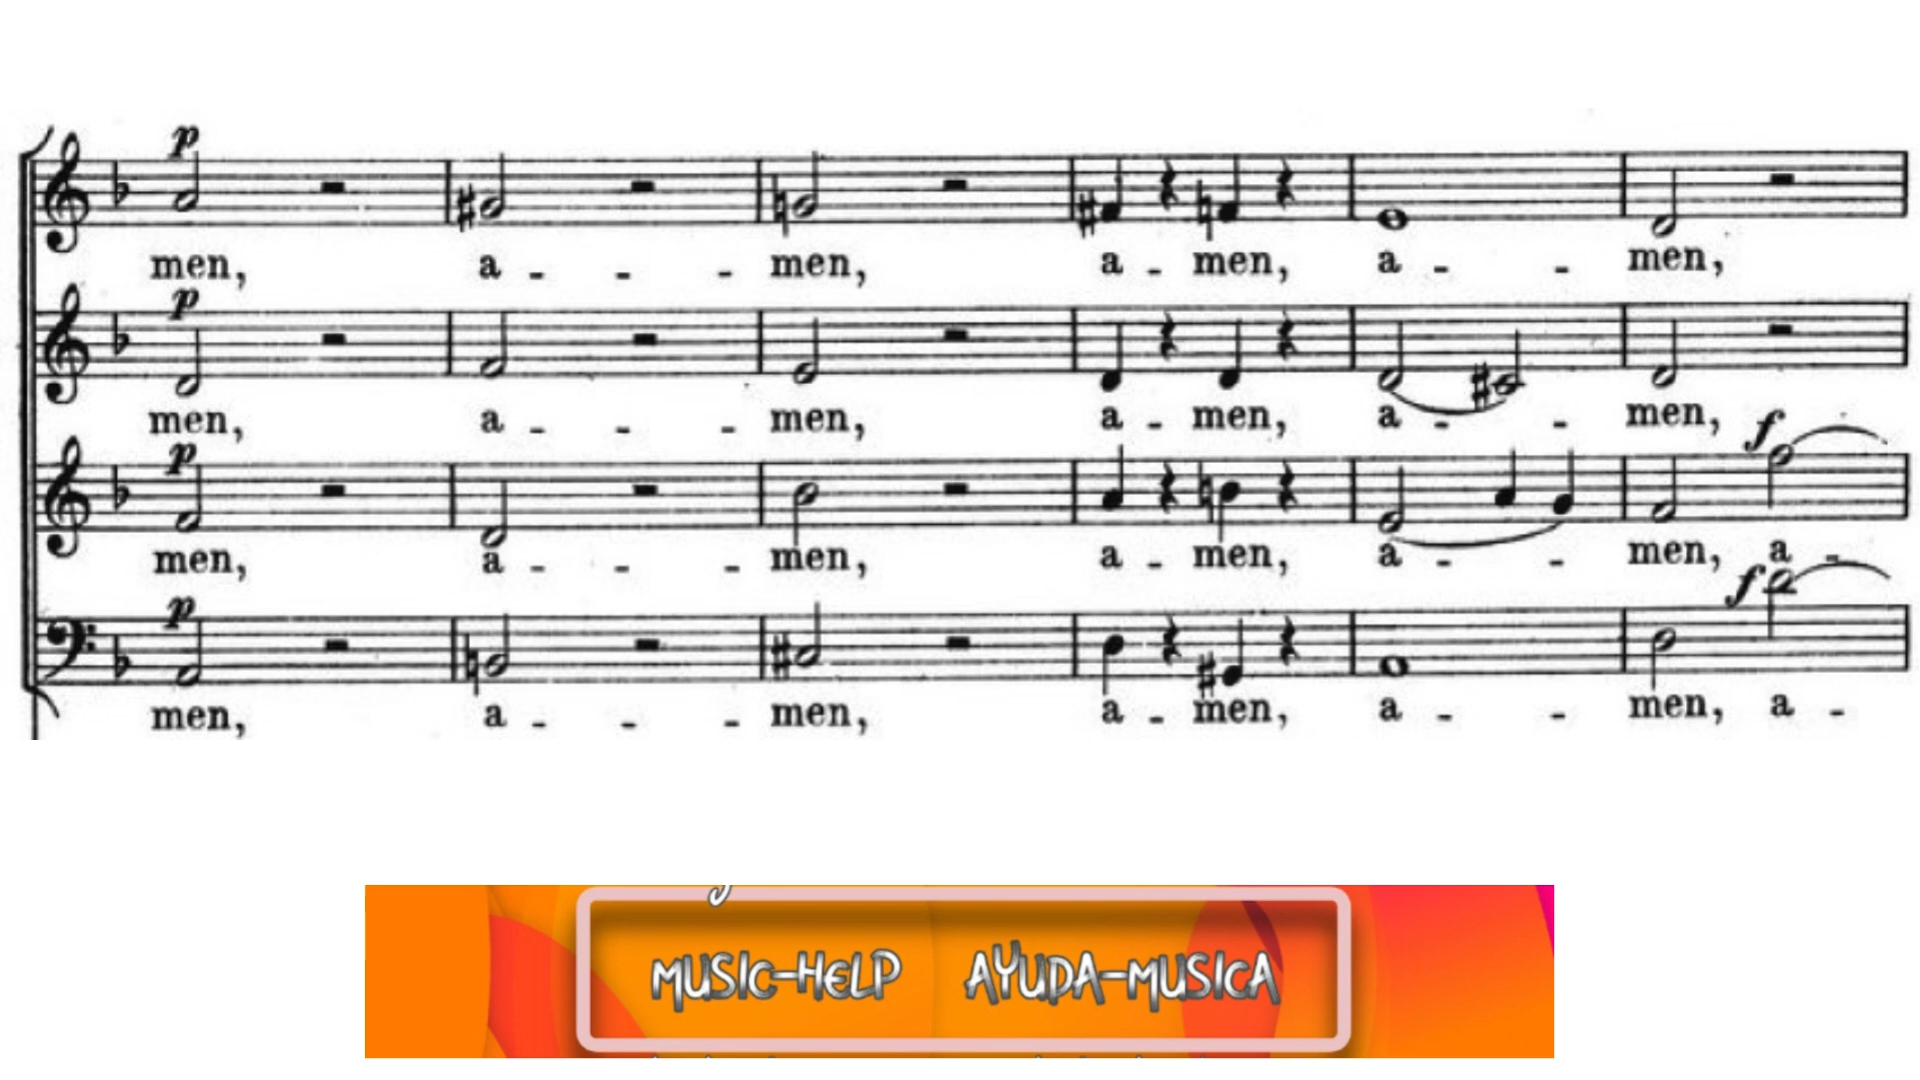 p
men, a - - - men, a - men, a - - men,
p
men, a - - - men, a - men, a - - men,
p f
men, a - - - men, a - men, a - - men, a -
p f
men, a - - - men, a - men, a - - men, a -
MUSIC-HELP AYUDA-MUSICA